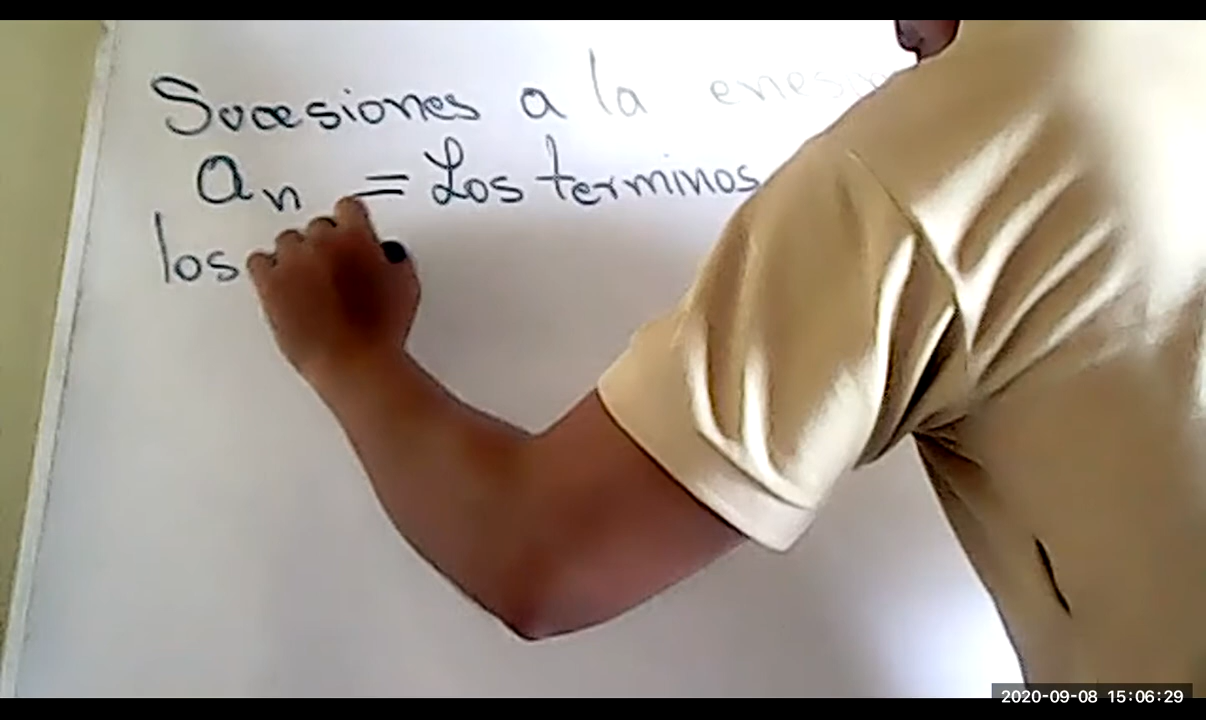 Sucesiones a la
an = Los terminos
los
2020-09-08 15:06:29